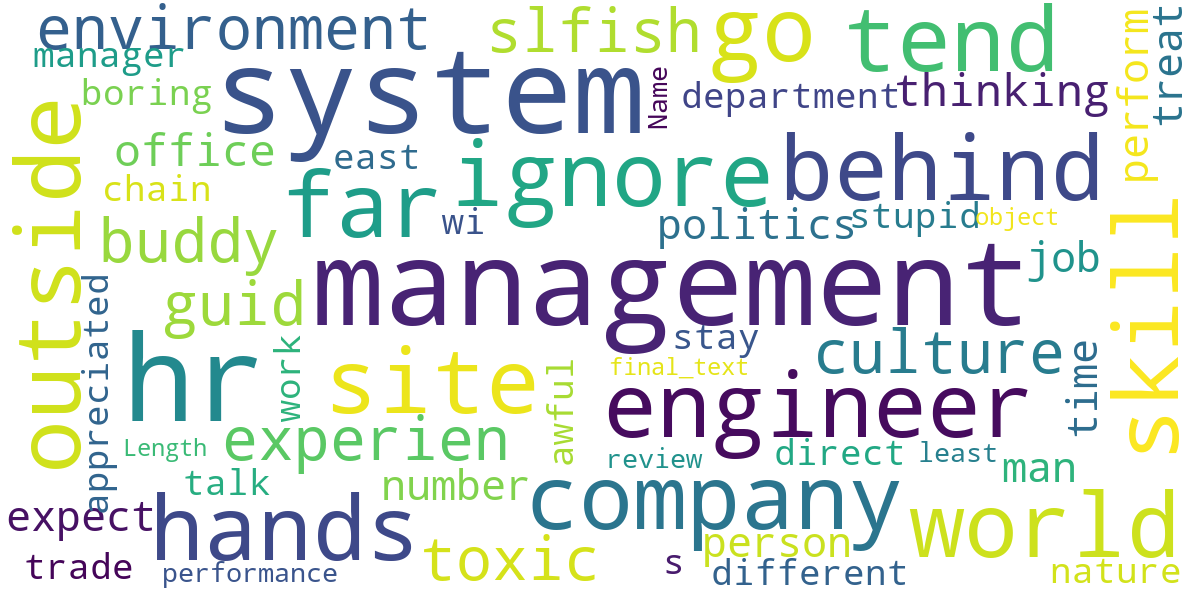 environment
slfish
go
tend
manager
system
Name
department
thinking
perform
treat
boring
outside
office
east
ignore
behind
chain
far
wi
politics
stupid
object
buddy
job
skill
management
guid
appreciated
hr
work
site
stay
culture
final_text
awful
engineer
time
Length
experien
review
direct
least
man
talk
number
company
expect
hands
world
toxic
person
trade
performance
s
different
nature